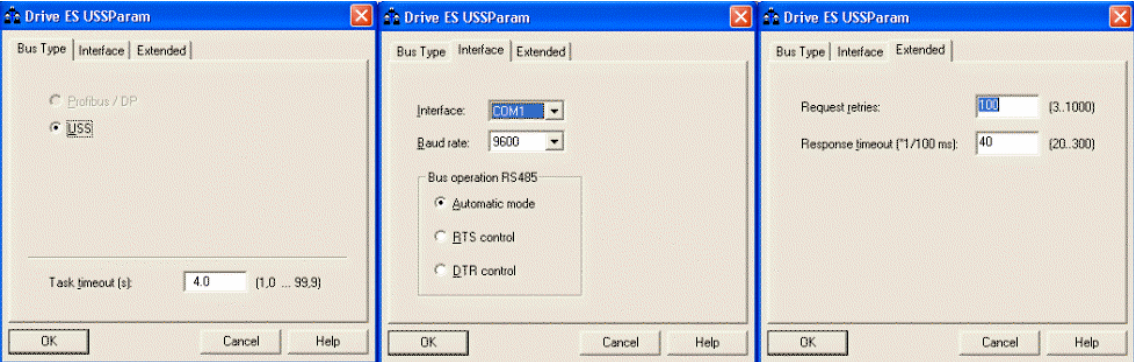 Drive ES USSParam
Bus Type Interface Extended
Profibus / DP
USS
Task timeout (s): 4.0 (1,0 ... 99,9)
OK Cancel Help
Drive ES USSParam
Bus Type Interface Extended
Interface: COM1
Baud rate: 9600
Bus operation RS485
Automatic mode
RTS control
DTR control
OK Cancel Help
Drive ES USSParam
Bus Type Interface Extended
Request retries: 100 (3..1000)
Response timeout (*1/100 ms): 40 (20..300)
OK Cancel Help